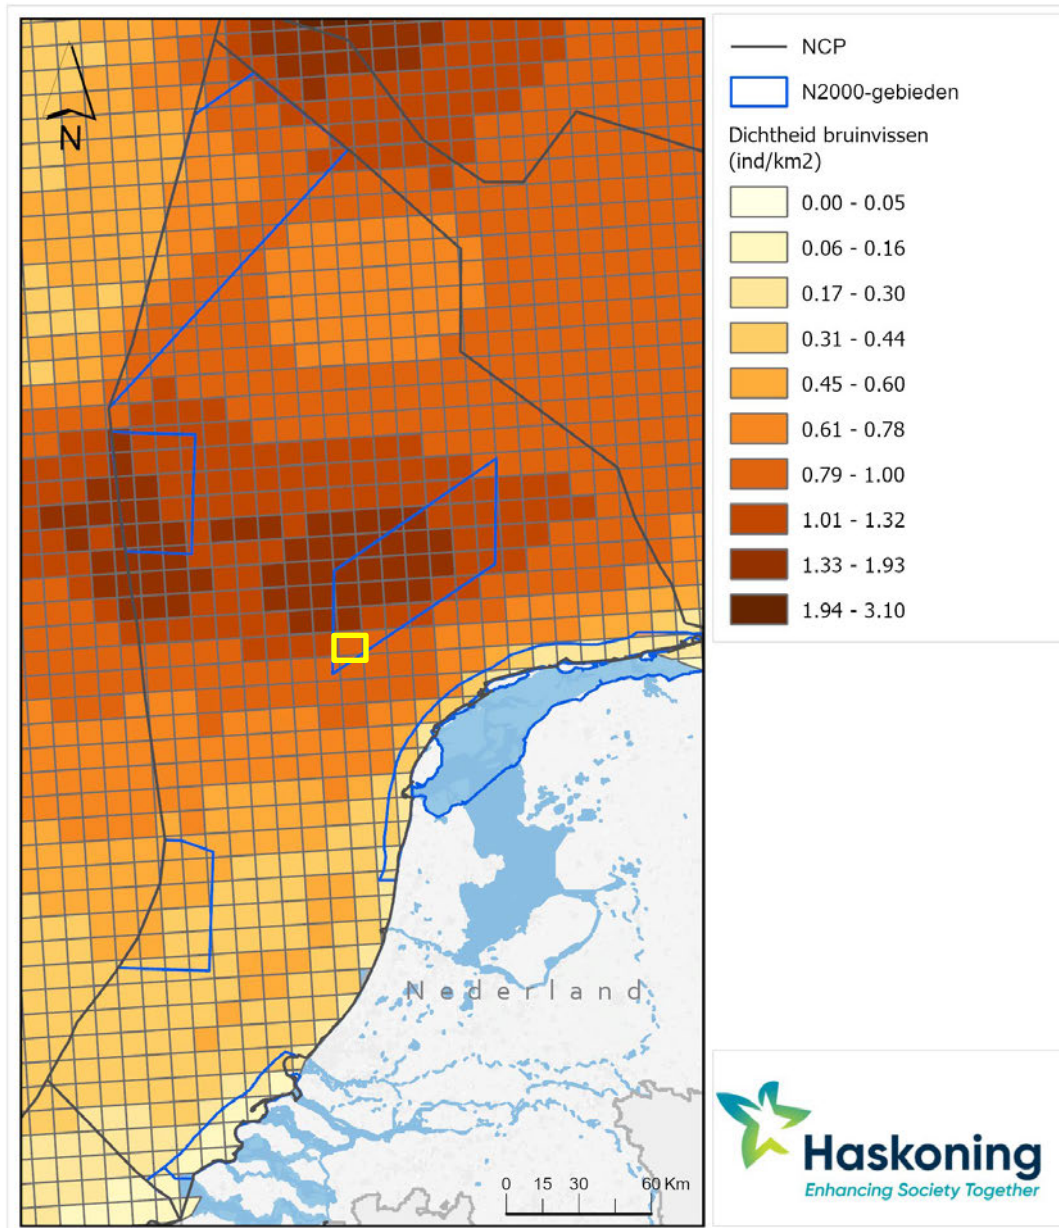 N
NCP
N2000-gebieden
Dichtheid bruinvissen
(ind/km2)
0.00 - 0.05
0.06 - 0.16
0.17 - 0.30
0.31 - 0.44
0.45 - 0.60
0.61 - 0.78
0.79 - 1.00
1.01 - 1.32
1.33 - 1.93
1.94 - 3.10
Nederland
0 15 30 60 Km
Haskoning
Enhancing Society Together